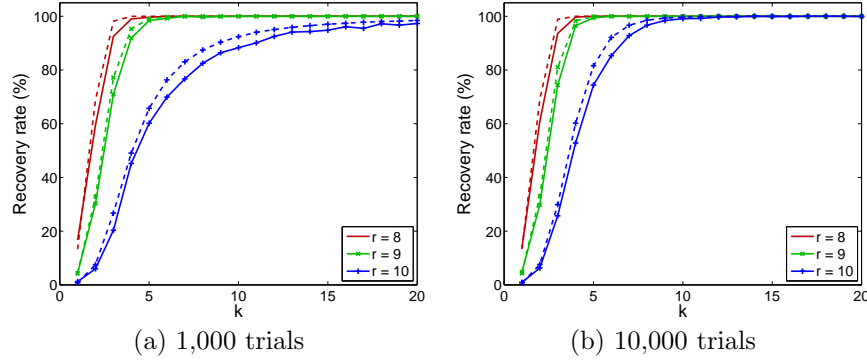 Recovery rate (%)
100
80
60
40
20
0
0 5 10 15 20
k
r = 8
r = 9
r = 10
(a) 1,000 trials
Recovery rate (%)
100
80
60
40
20
0
0 5 10 15 20
k
r = 8
r = 9
r = 10
(b) 10,000 trials